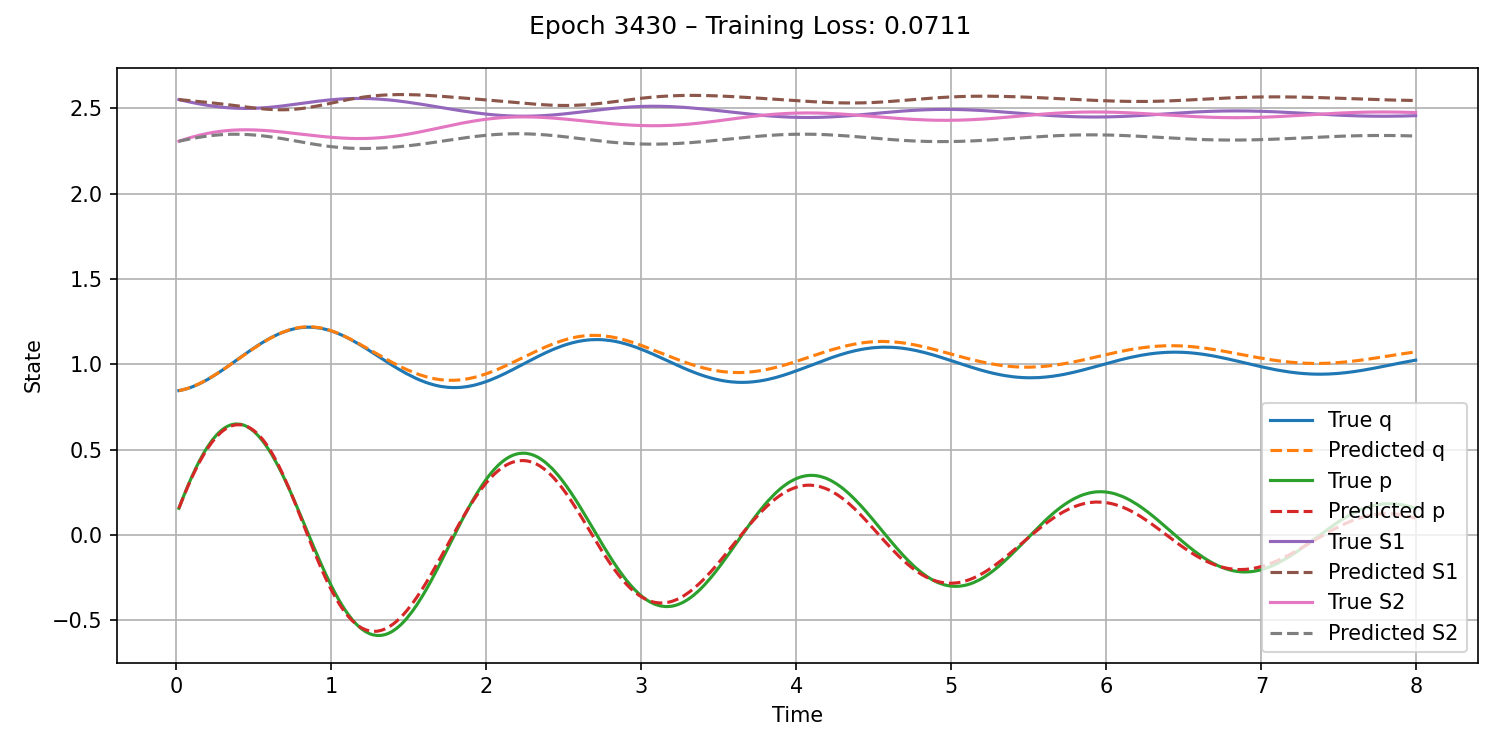 Epoch 3430 – Training Loss: 0.0711
State
2.5
2.0
1.5
1.0
0.5
0.0
−0.5
0 1 2 3 4 5 6 7 8
Time
True q
Predicted q
True p
Predicted p
True S1
Predicted S1
True S2
Predicted S2